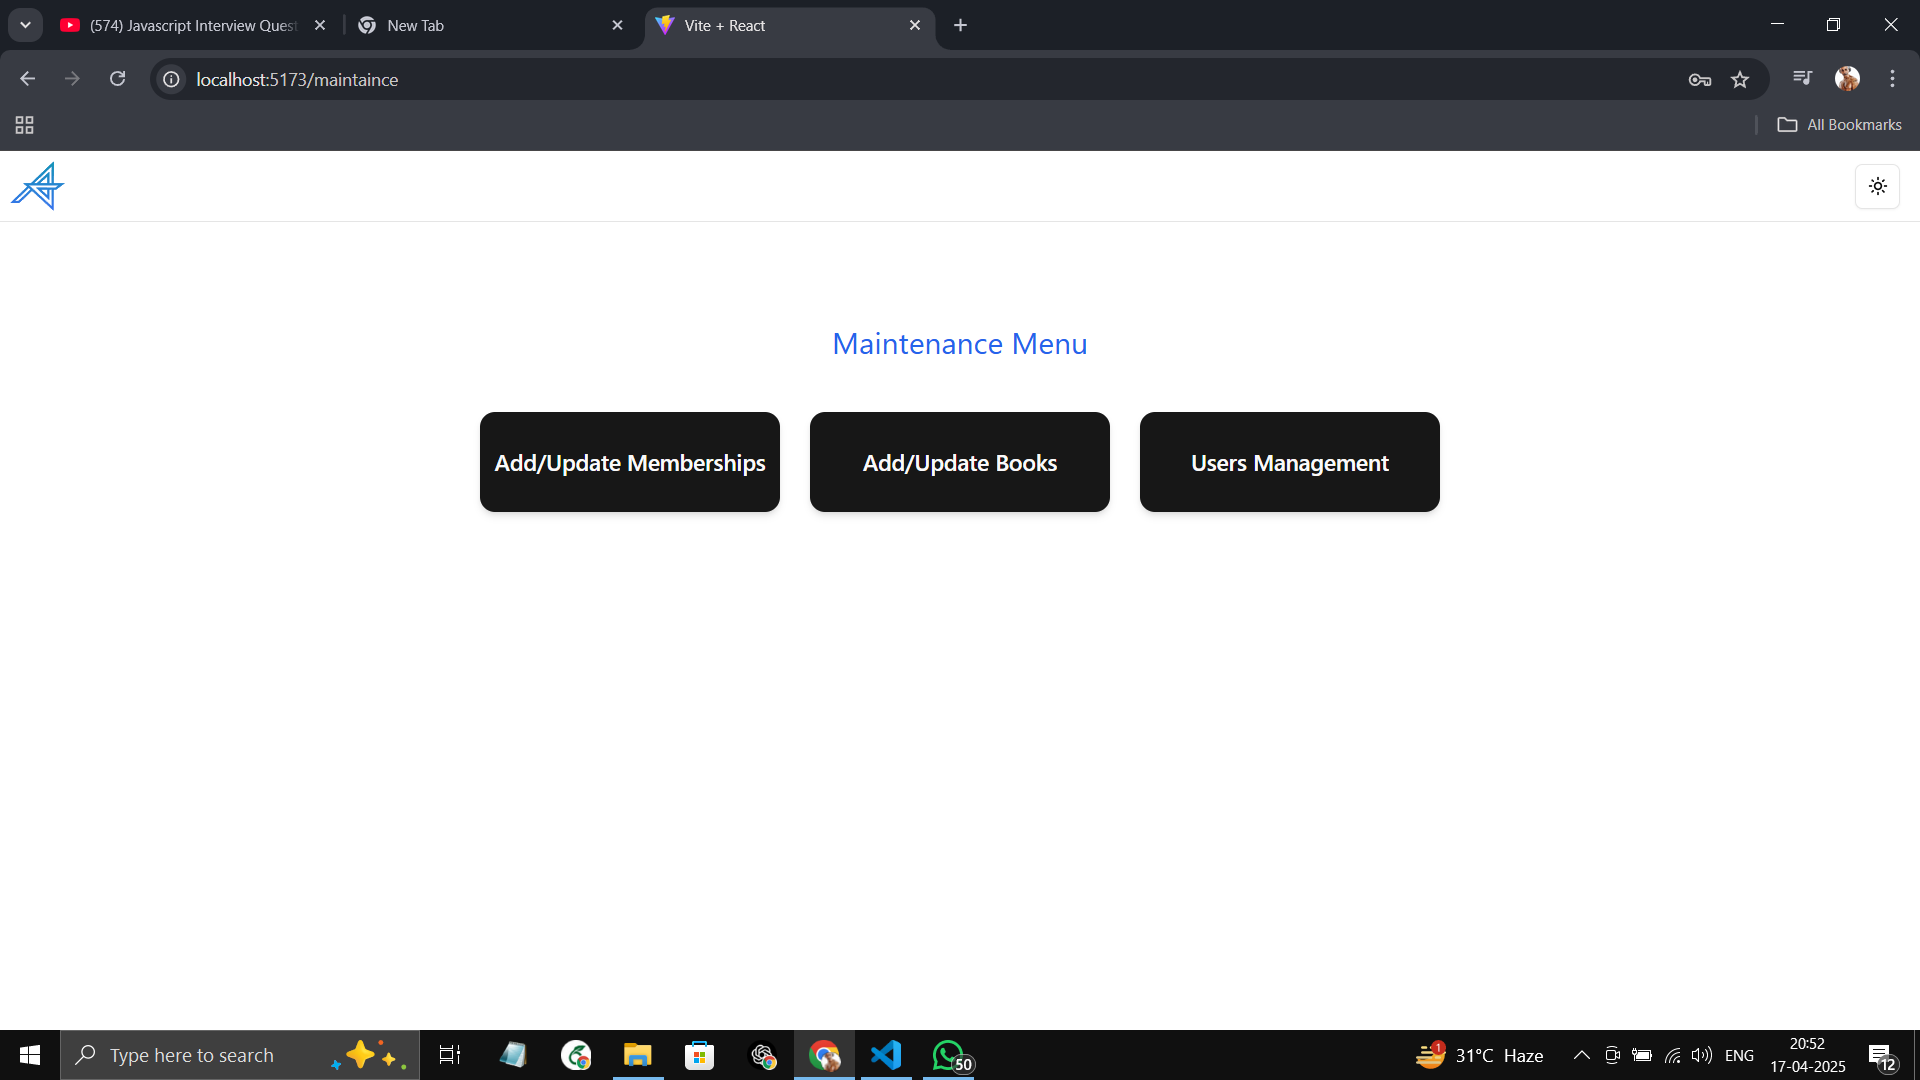 (574) Javascript Interview Quest
New Tab
Vite + React
localhost:5173/maintaince
All Bookmarks
Maintenance Menu
Add/Update Memberships
Add/Update Books
Users Management
Type here to search
50
1
31°C Haze
ENG
20:52
17-04-2025
12